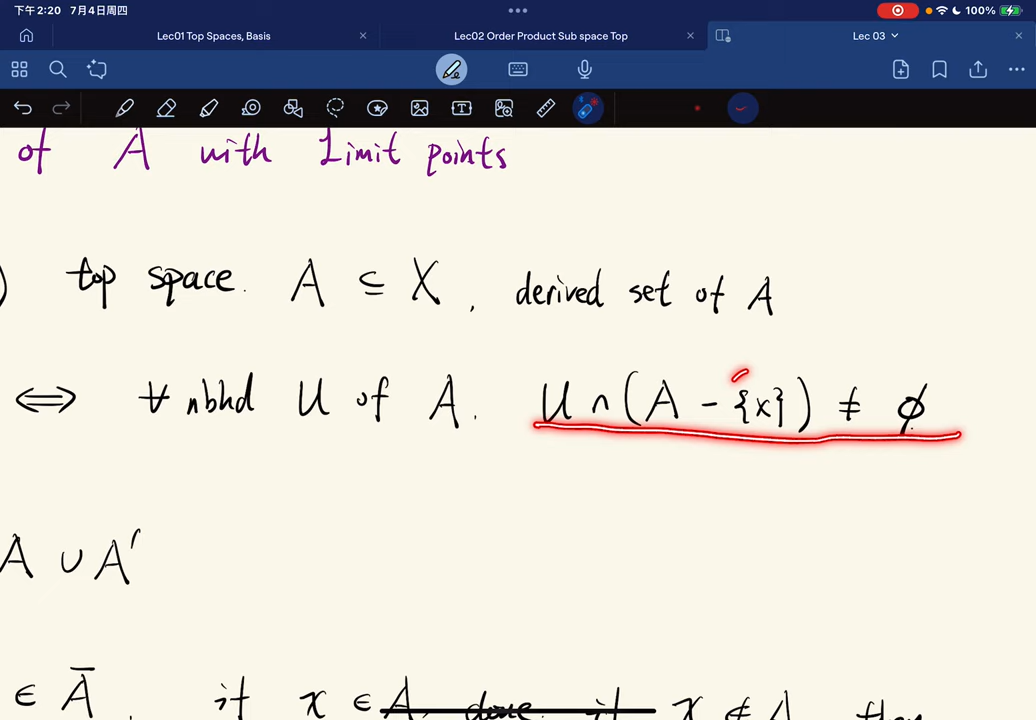 下午2:20 7月4日周四
100%
Lec01 Top Spaces, Basis
Lec02 Order Product Sub space Top
Lec 03
of A with Limit points
) top space. A ⊆ X, derived set of A
⟺ ∀ nbhd U of A. U ∩ (A - {x}) ≠ ϕ
A ∪ A'
∈ Ā, if x ∈ A, done. if x ∉ A, then